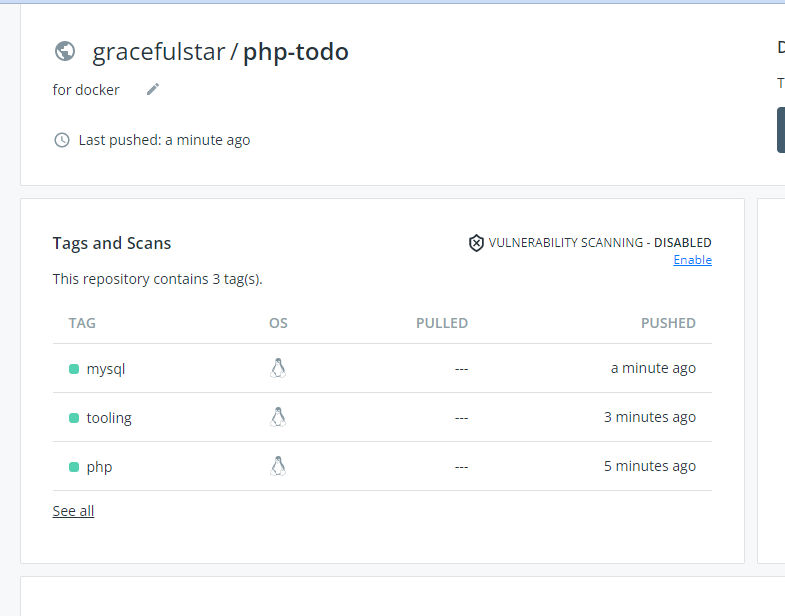 gracefulstar / php-todo
for docker
Last pushed: a minute ago
D
T
Tags and Scans
VULNERABILITY SCANNING - DISABLED
Enable
This repository contains 3 tag(s).
TAG OS PULLED PUSHED
mysql --- a minute ago
tooling --- 3 minutes ago
php --- 5 minutes ago
See all